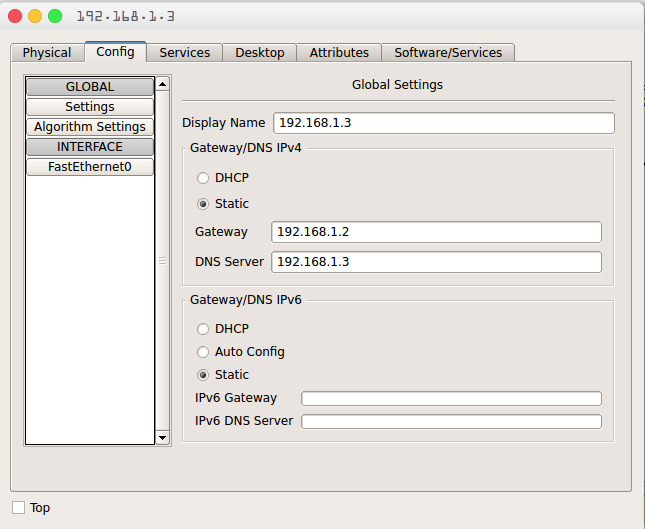 192.168.1.3
Physical Config Services Desktop Attributes Software/Services
GLOBAL
Settings
Algorithm Settings
INTERFACE
FastEthernet0
Global Settings
Display Name 192.168.1.3
Gateway/DNS IPv4
DHCP
Static
Gateway 192.168.1.2
DNS Server 192.168.1.3
Gateway/DNS IPv6
DHCP
Auto Config
Static
IPv6 Gateway
IPv6 DNS Server
Top